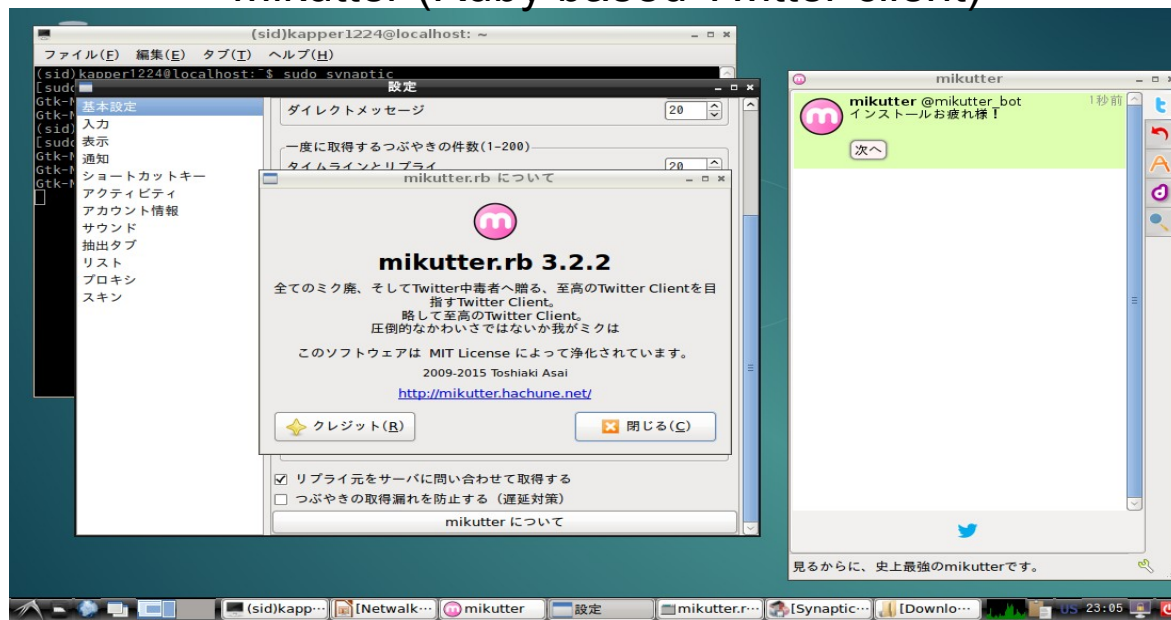 mikutter (Ruby based Twitter client)
(sid)kapper1224@localhost: ~
ファイル(F) 編集(E) タブ(T) ヘルプ(H)
(sid)kapper1224@localhost:~$ sudo synaptic
[sud
Gtk-M
Gtk-M
(sid)
[sud
Gtk-M
Gtk-M
Gtk-M
設定
基本設定
入力
表示
通知
ショートカットキー
アクティビティ
アカウント情報
サウンド
抽出タブ
リスト
プロキシ
スキン
ダイレクトメッセージ 20
一度に取得するつぶやきの件数(1-200)
タイムラインとリプライ 20
mikutter.rb について
mikutter.rb 3.2.2
全てのミク廃、そしてTwitter中毒者へ贈る、至高のTwitter Clientを目
指すTwitter Client。
略して至高のTwitter Client。
圧倒的なかわいさではないか我がミクは
このソフトウェアは MIT License によって浄化されています。
2009-2015 Toshiaki Asai
http://mikutter.hachune.net/
クレジット(R) 閉じる(C)
リプライ元をサーバに問い合わせて取得する
つぶやきの取得漏れを防止する（遅延対策）
mikutter について
mikutter
mikutter @mikutter_bot 1秒前
インストールお疲れ様！
次へ
見るからに、史上最強のmikutterです。
(sid)kapp… [Netwalk… mikutter 設定 mikutter.r… [Synaptic… [Downlo… US 23:05